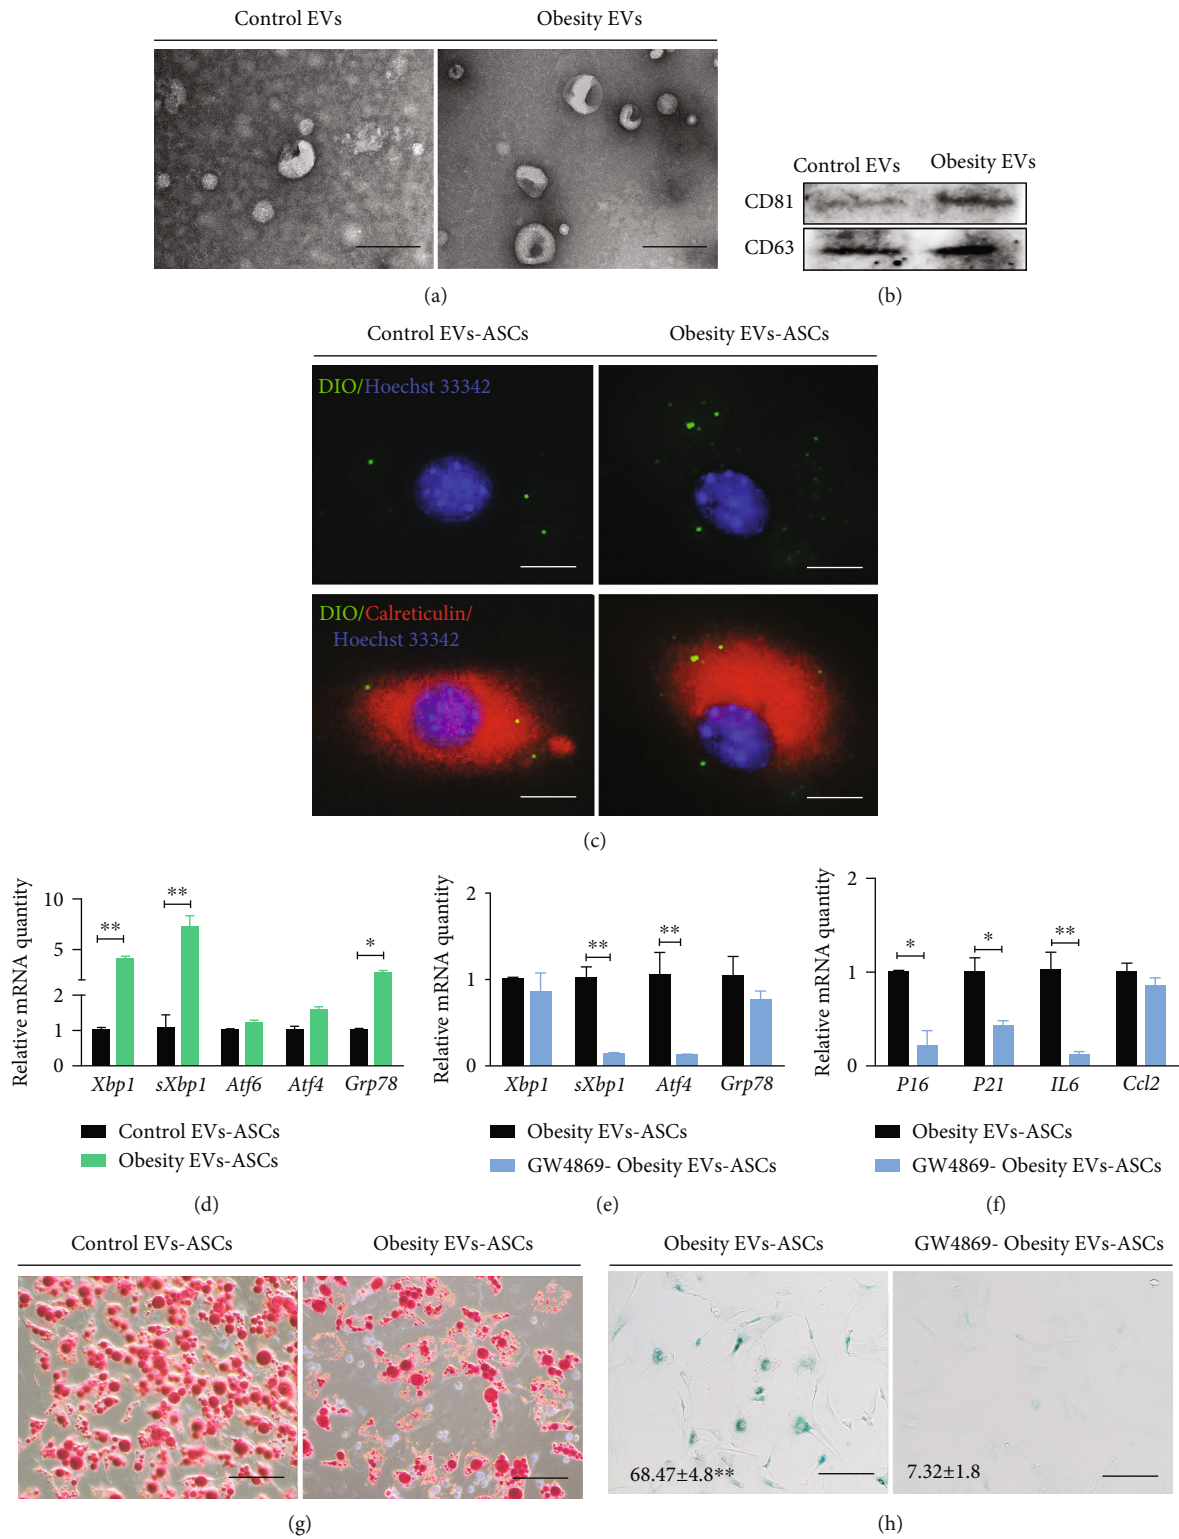 Control EVs
Obesity EVs
(a)
Control EVs
Obesity EVs
CD81
CD63
(b)
Control EVs-ASCs
Obesity EVs-ASCs
DIO/Hoechst 33342
DIO/Calreticulin/
Hoechst 33342
(c)
Relative mRNA quantity
10
5
2
1
0
**
**
*
Xbp1
sXbp1
Atf6
Atf4
Grp78
Control EVs-ASCs
Obesity EVs-ASCs
(d)
Relative mRNA quantity
2
1
0
**
**
Xbp1
sXbp1
Atf4
Grp78
Obesity EVs-ASCs
GW4869- Obesity EVs-ASCs
(e)
Relative mRNA quantity
2
1
0
*
*
**
P16
P21
IL6
Ccl2
Obesity EVs-ASCs
GW4869- Obesity EVs-ASCs
(f)
Control EVs-ASCs
Obesity EVs-ASCs
(g)
Obesity EVs-ASCs
GW4869- Obesity EVs-ASCs
68.47±4.8**
7.32±1.8
(h)